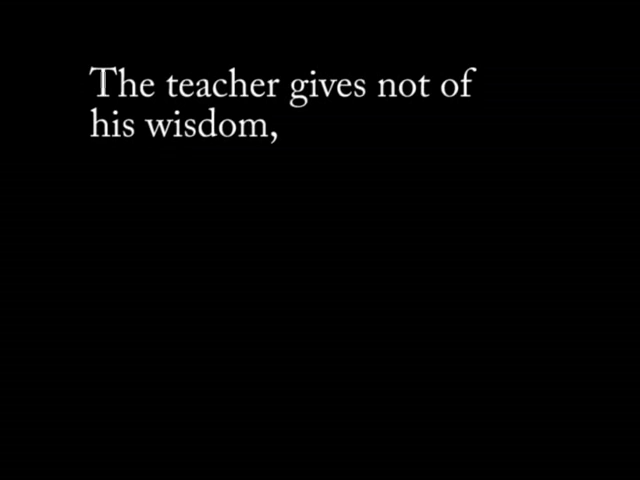 The teacher gives not of
his wisdom,